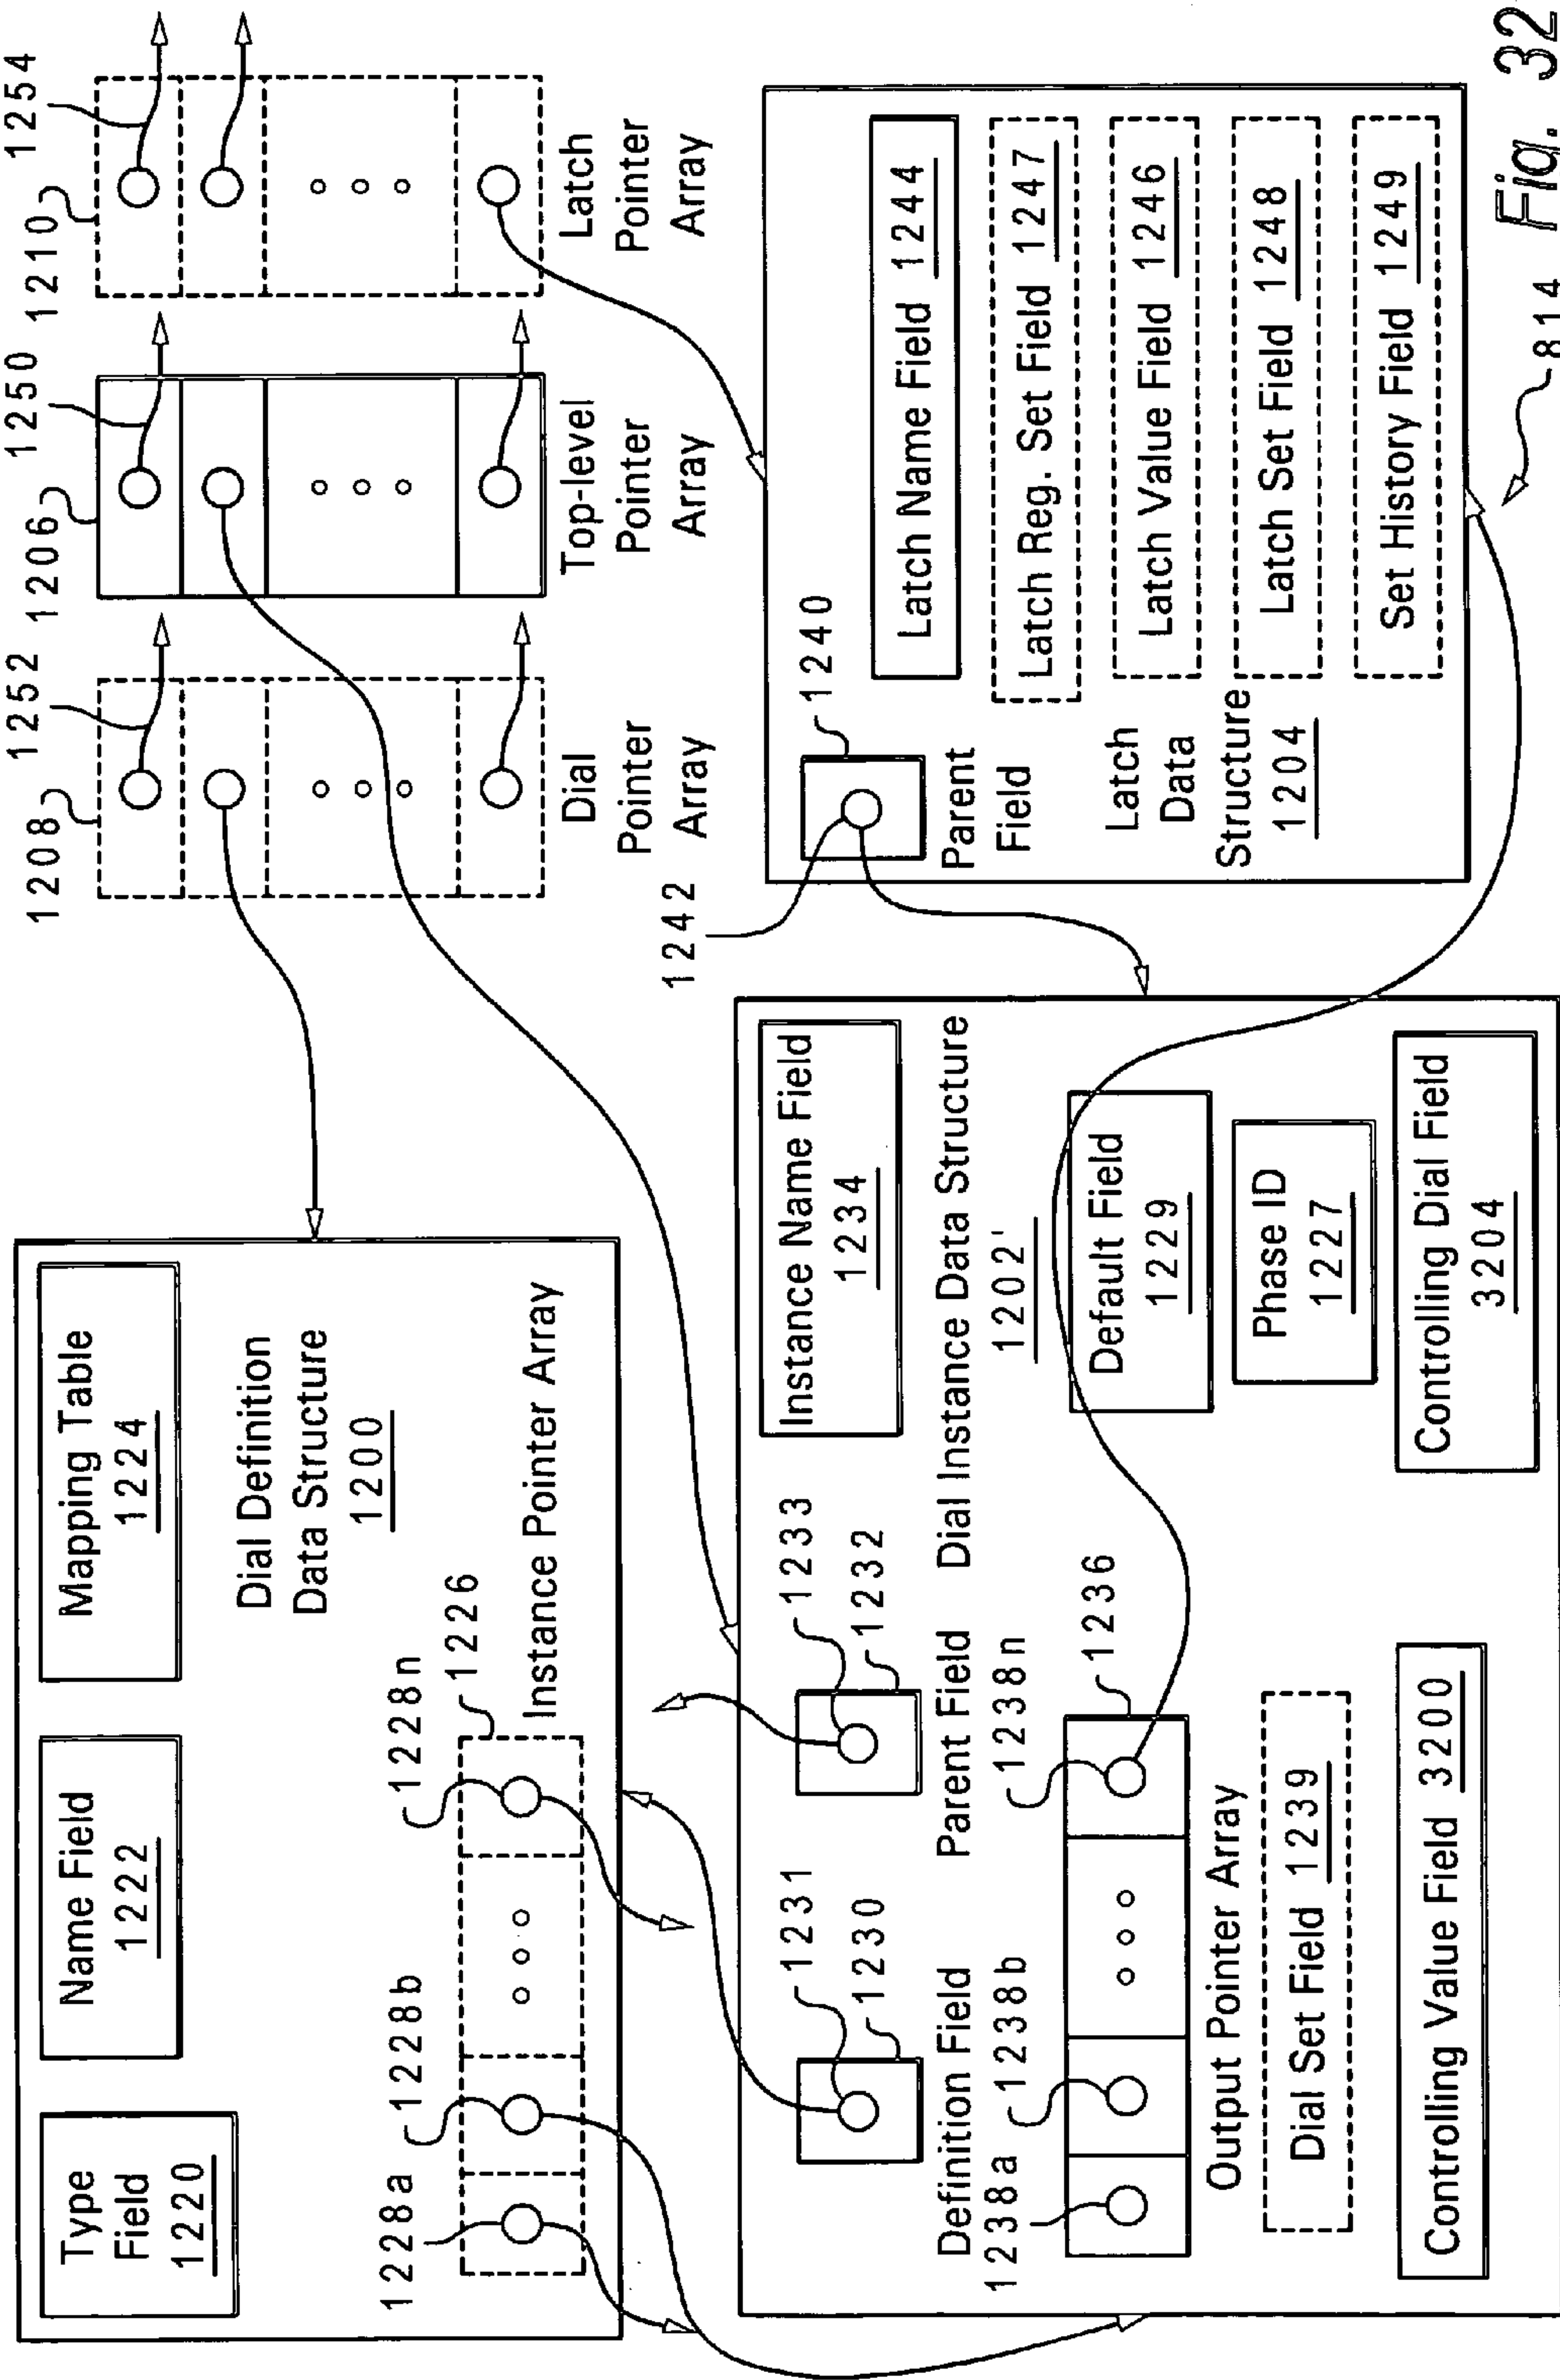 Type
Field
1220
Name Field
1222
Mapping Table
1224
Dial Definition
Data Structure
1200
1228a
1228b
1228n
1226
Instance Pointer Array
1208
1252
Dial
Pointer
Array
1206
1250
Top-level
Pointer
Array
1210
1254
Latch
Pointer
Array
1231
1230
Definition Field
1233
1232
Parent Field
Instance Name Field
1234
Dial Instance Data Structure
1202'
1238a
1238b
1238n
1236
Output Pointer Array
Default Field
1229
Dial Set Field 1239
Phase ID
1227
Controlling Value Field 3200
Controlling Dial Field
3204
1242
1240
Parent
Field
Latch
Data
Structure
1204
Latch Name Field 1244
Latch Reg. Set Field 1247
Latch Value Field 1246
Latch Set Field 1248
Set History Field 1249
814
Fig. 32